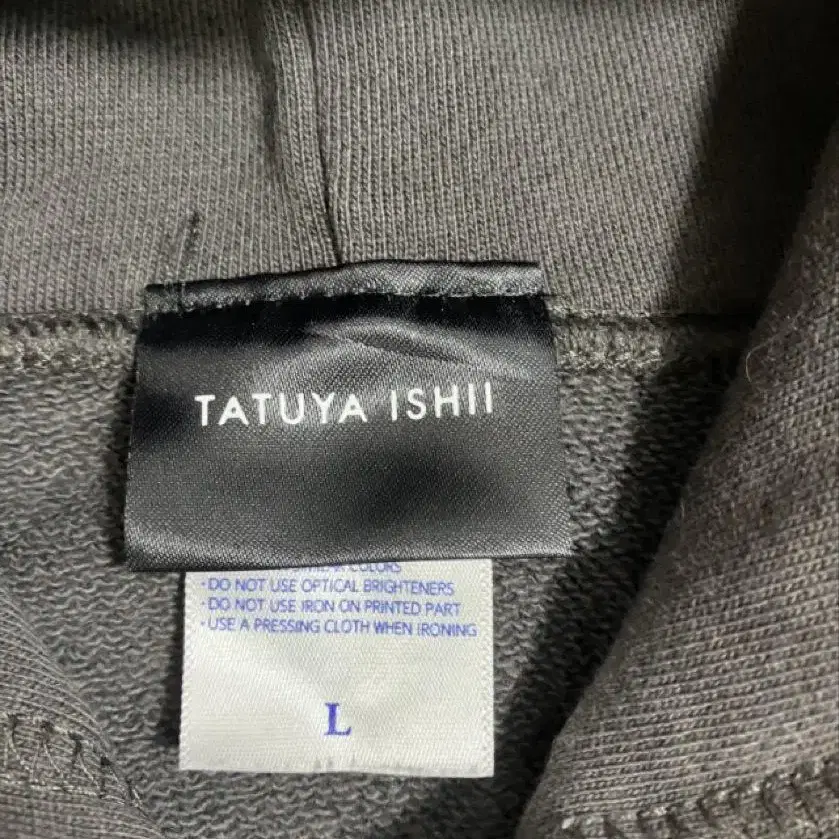 TATUYA ISHII
COLORS
· DO NOT USE OPTICAL BRIGHTENERS
· DO NOT USE IRON ON PRINTED PART
· USE A PRESSING CLOTH WHEN IRONING
L